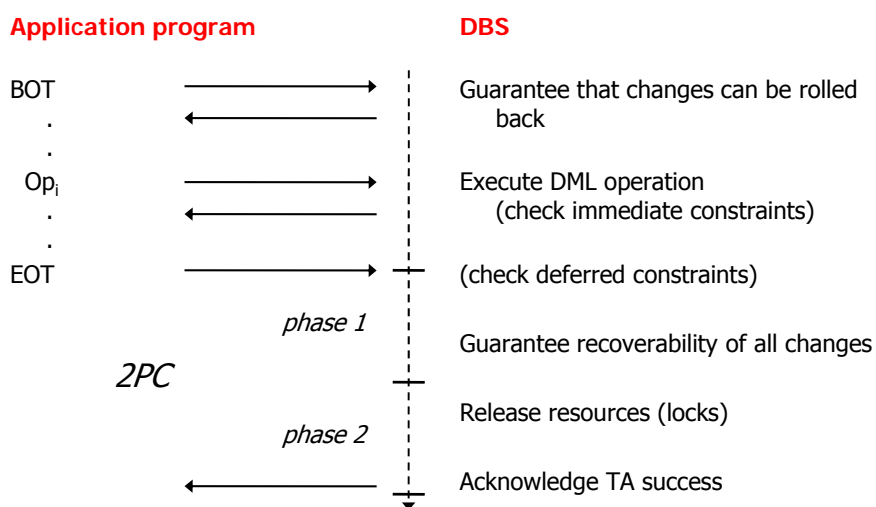 Application program DBS
BOT Guarantee that changes can be rolled
. back
.
Opi Execute DML operation
. (check immediate constraints)
.
EOT (check deferred constraints)
phase 1
Guarantee recoverability of all changes
2PC
Release resources (locks)
phase 2
Acknowledge TA success